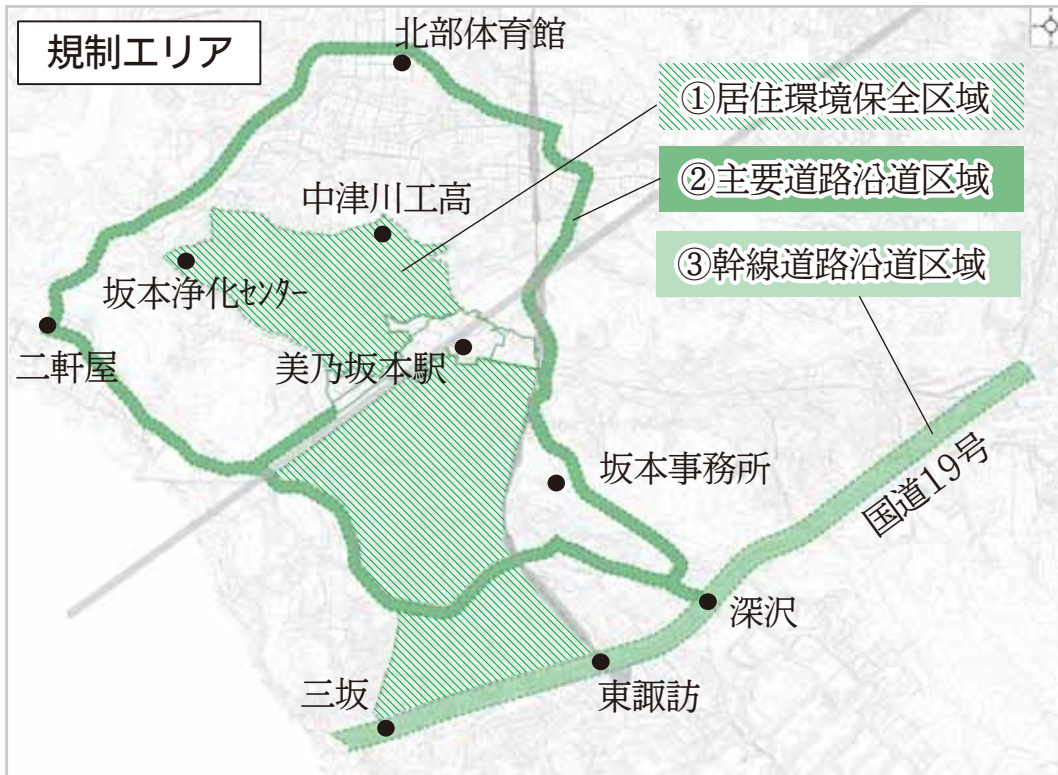 規制エリア
北部体育館
①居住環境保全区域
②主要道路沿道区域
中津川工高
③幹線道路沿道区域
坂本浄化ｾﾝﾀｰ
二軒屋
美乃坂本駅
坂本事務所
国道19号
深沢
三坂
東諏訪